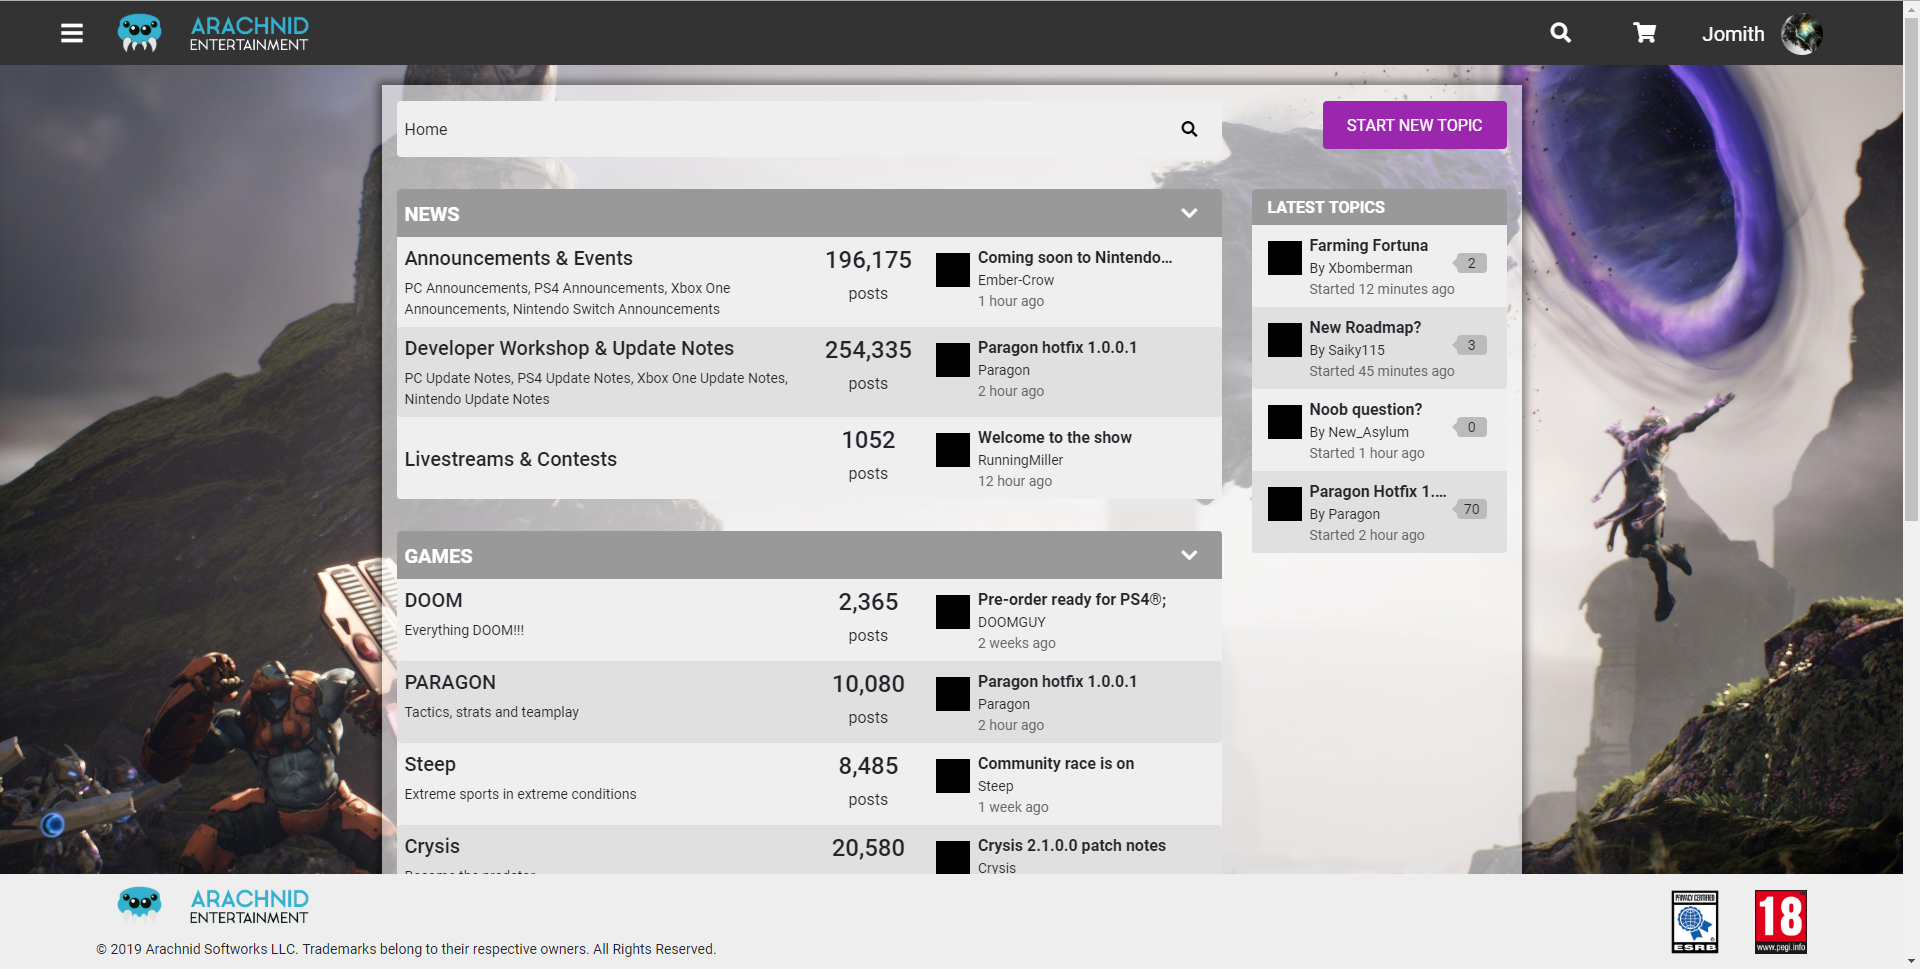 ARACHNID
ENTERTAINMENT
Jomith
Home
START NEW TOPIC
NEWS
Announcements & Events
PC Announcements, PS4 Announcements, Xbox One
Announcements, Nintendo Switch Announcements
196,175
posts
Coming soon to Nintendo...
Ember-Crow
1 hour ago
Developer Workshop & Update Notes
PC Update Notes, PS4 Update Notes, Xbox One Update Notes,
Nintendo Update Notes
254,335
posts
Paragon hotfix 1.0.0.1
Paragon
2 hour ago
Livestreams & Contests
1052
posts
Welcome to the show
RunningMiller
12 hour ago
GAMES
DOOM
Everything DOOM!!!
2,365
posts
Pre-order ready for PS4®;
DOOMGUY
2 weeks ago
PARAGON
Tactics, strats and teamplay
10,080
posts
Paragon hotfix 1.0.0.1
Paragon
2 hour ago
Steep
Extreme sports in extreme conditions
8,485
posts
Community race is on
Steep
1 week ago
Crysis
Become the predator
20,580
Crysis 2.1.0.0 patch notes
Crysis
LATEST TOPICS
Farming Fortuna
By Xbomberman
Started 12 minutes ago
2
New Roadmap?
By Saiky115
Started 45 minutes ago
3
Noob question?
By New_Asylum
Started 1 hour ago
0
Paragon Hotfix 1....
By Paragon
Started 2 hour ago
70
ARACHNID
ENTERTAINMENT
© 2019 Arachnid Softworks LLC. Trademarks belong to their respective owners. All Rights Reserved.
PRIVACY CERTIFIED
ESRB
18
www.pegi.info